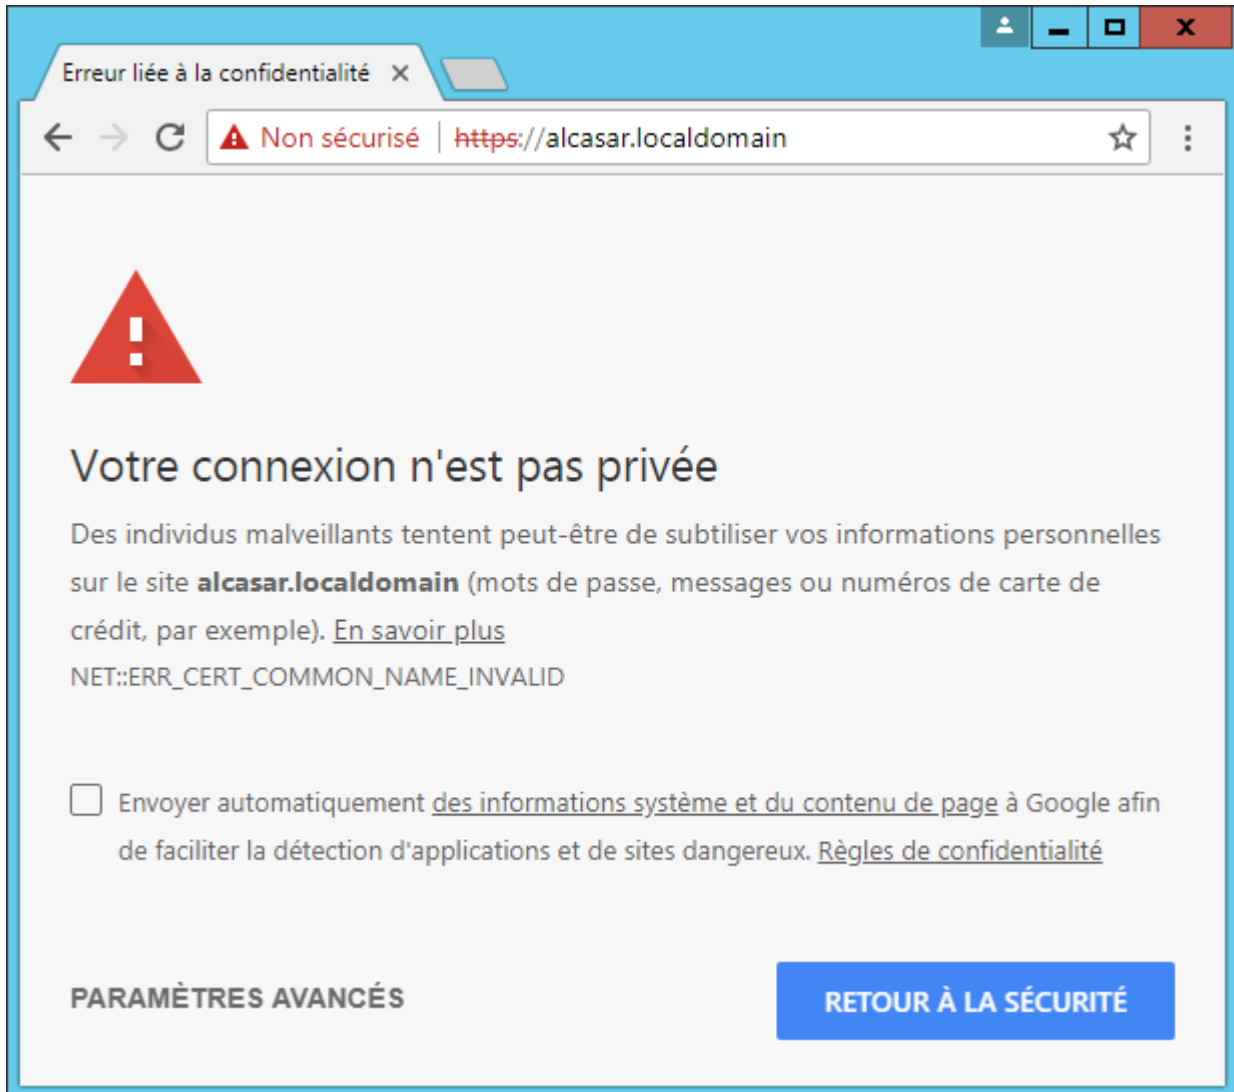 Erreur liée à la confidentialité
Non sécurisé https://alcasar.localdomain
Votre connexion n'est pas privée
Des individus malveillants tentent peut-être de subtiliser vos informations personnelles
sur le site alcasar.localdomain (mots de passe, messages ou numéros de carte de
crédit, par exemple). En savoir plus
NET::ERR_CERT_COMMON_NAME_INVALID
Envoyer automatiquement des informations système et du contenu de page à Google afin
de faciliter la détection d'applications et de sites dangereux. Règles de confidentialité
PARAMÈTRES AVANCÉS
RETOUR À LA SÉCURITÉ